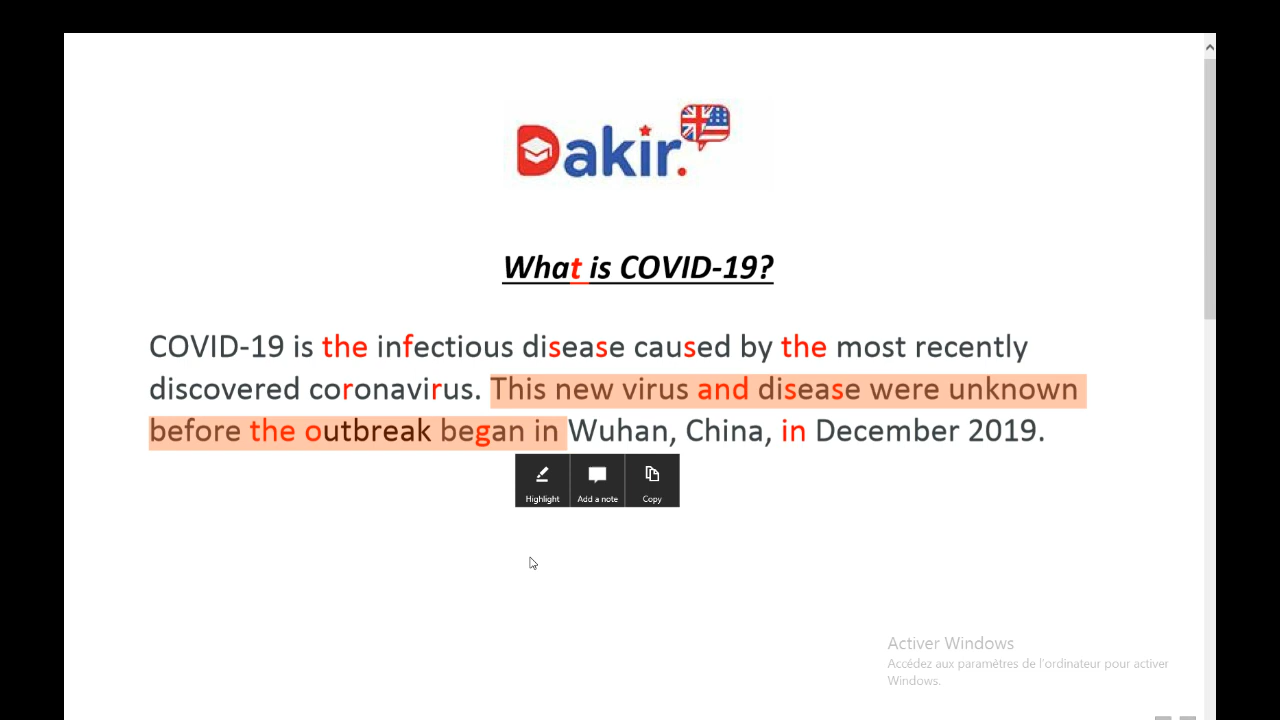 Dakir.
What is COVID-19?
COVID-19 is the infectious disease caused by the most recently
discovered coronavirus. This new virus and disease were unknown
before the outbreak began in Wuhan, China, in December 2019.
Highlight Add a note Copy
Activer Windows
Accédez aux paramètres de l'ordinateur pour activer
Windows.